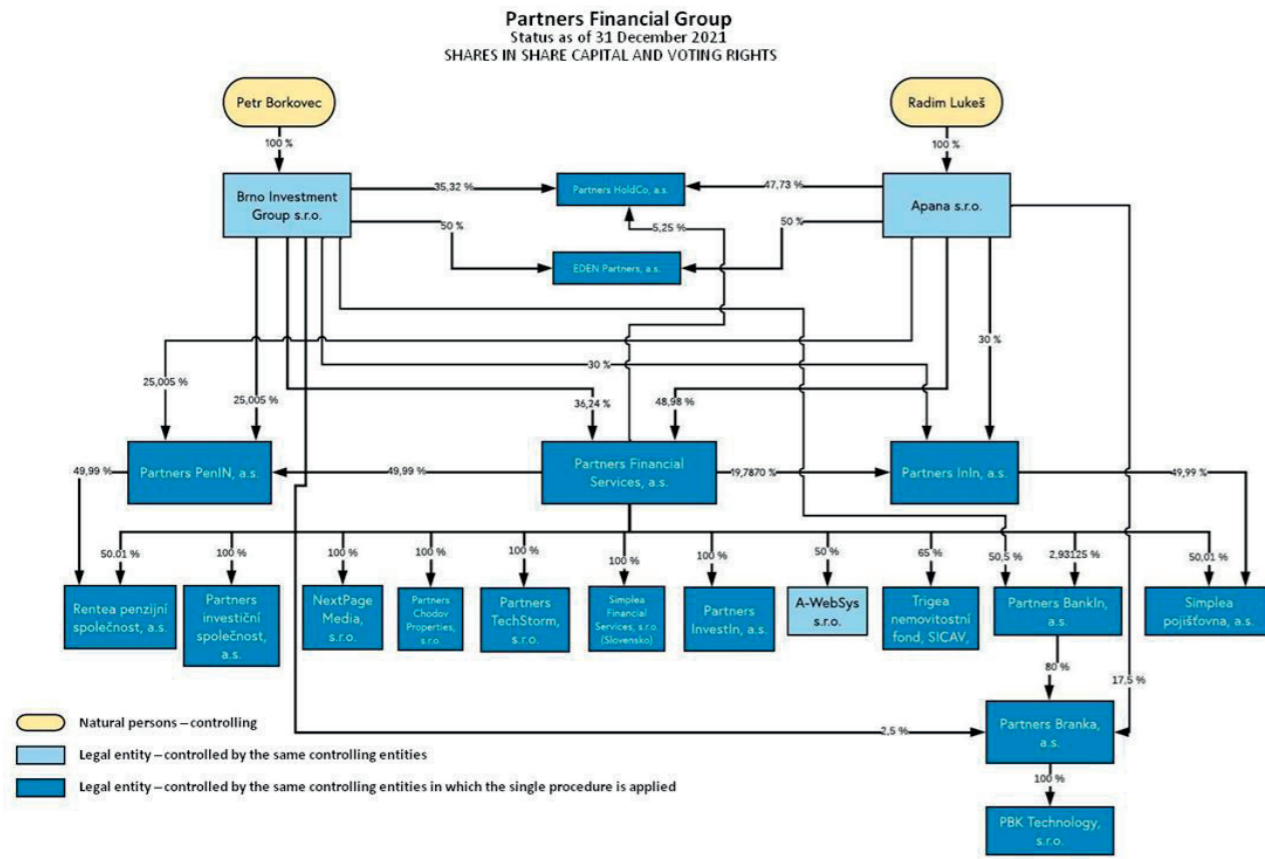 Partners Financial Group
Status as of 31 December 2021
SHARES IN SHARE CAPITAL AND VOTING RIGHTS
Petr Borkovec
Radim Lukeš
100 %
100 %
Brno Investment
Group s.r.o.
35,32 %
Partners HoldCo, a.s.
47,73 %
Apana s.r.o.
50 %
5,25 %
50 %
EDEN Partners, a.s.
30 %
30 %
25,005 %
25,005 %
36,24 %
48,98 %
Partners PenIN, a.s.
Partners Financial
Services, a.s.
Partners InIn, a.s.
49,99 %
49,99 %
49,7870 %
49,99 %
50,01 %
100 %
100 %
100 %
100 %
100 %
100 %
50 %
65 %
50,5 %
2,93125 %
50,01 %
Rentea penzijní
společnost, a.s.
Partners
investiční
společnost,
a.s.
NextPage
Media,
s.r.o.
Partners
Chodov
Properties,
s.r.o.
Partners
TechStorm,
s.r.o.
Simplea
Financial
Services, s.r.o.
(Slovensko)
Partners
InvestIn, a.s.
A-WebSys
s.r.o.
Trigea
nemovitostní
fond, SICAV,
Partners BankIn,
a.s.
Simplea
pojišťovna, a.s.
80 %
17,5 %
Partners Branka,
a.s.
2,5 %
100 %
PBK Technology,
s.r.o.
Natural persons – controlling
Legal entity – controlled by the same controlling entities
Legal entity – controlled by the same controlling entities in which the single procedure is applied